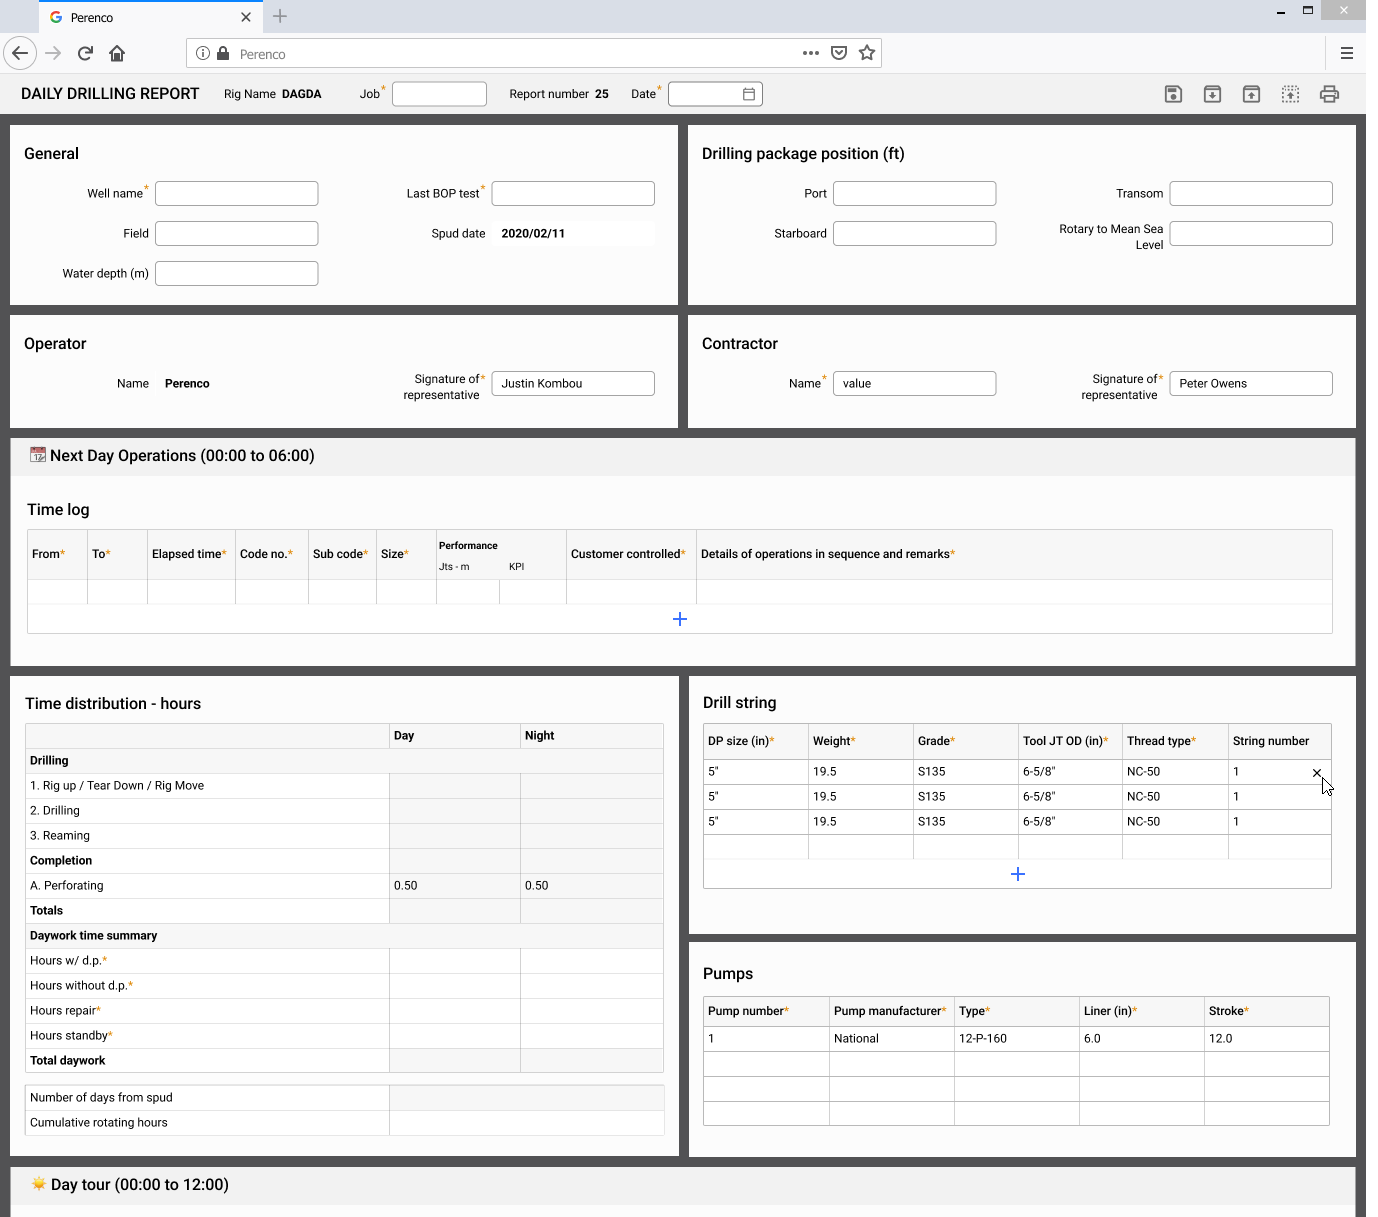 Perenco
Perenco
DAILY DRILLING REPORT Rig Name DAGDA Job* Report number 25 Date*
General
Well name* Last BOP test*
Field Spud date 2020/02/11
Water depth (m)
Drilling package position (ft)
Port Transom
Starboard Rotary to Mean Sea
Level
Operator
Name Perenco Signature of*
representative Justin Kombou
Contractor
Name* value Signature of*
representative Peter Owens
Next Day Operations (00:00 to 06:00)
Time log
From* To* Elapsed time* Code no.* Sub code* Size* Performance Customer controlled* Details of operations in sequence and remarks*
Jts - m KPI
Time distribution - hours
Day Night
Drilling
1. Rig up / Tear Down / Rig Move
2. Drilling
3. Reaming
Completion
A. Perforating 0.50 0.50
Totals
Daywork time summary
Hours w/ d.p.*
Hours without d.p.*
Hours repair*
Hours standby*
Total daywork
Number of days from spud
Cumulative rotating hours
Drill string
DP size (in)* Weight* Grade* Tool JT OD (in)* Thread type* String number
5" 19.5 S135 6-5/8" NC-50 1
5" 19.5 S135 6-5/8" NC-50 1
5" 19.5 S135 6-5/8" NC-50 1
Pumps
Pump number* Pump manufacturer* Type* Liner (in)* Stroke*
1 National 12-P-160 6.0 12.0
Day tour (00:00 to 12:00)